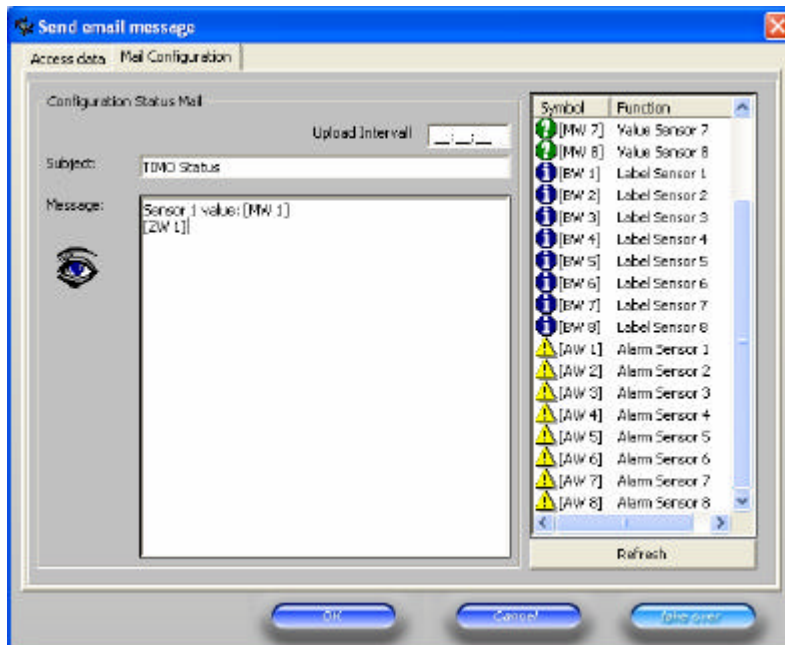 Send email message
Access data Mail Configuration
Configuration Status Mail
Upload Intervall __:__:__
Subject: TIMO Status
Message: Sensor 1 value: [MW 1]
[ZW 1]
Symbol Function
[MW 7] Value Sensor 7
[MW 8] Value Sensor 8
[BW 1] Label Sensor 1
[BW 2] Label Sensor 2
[BW 3] Label Sensor 3
[BW 4] Label Sensor 4
[BW 5] Label Sensor 5
[BW 6] Label Sensor 6
[BW 7] Label Sensor 7
[BW 8] Label Sensor 8
[AW 1] Alarm Sensor 1
[AW 2] Alarm Sensor 2
[AW 3] Alarm Sensor 3
[AW 4] Alarm Sensor 4
[AW 5] Alarm Sensor 5
[AW 6] Alarm Sensor 6
[AW 7] Alarm Sensor 7
[AW 8] Alarm Sensor 8
Refresh
OK Cancel Take over